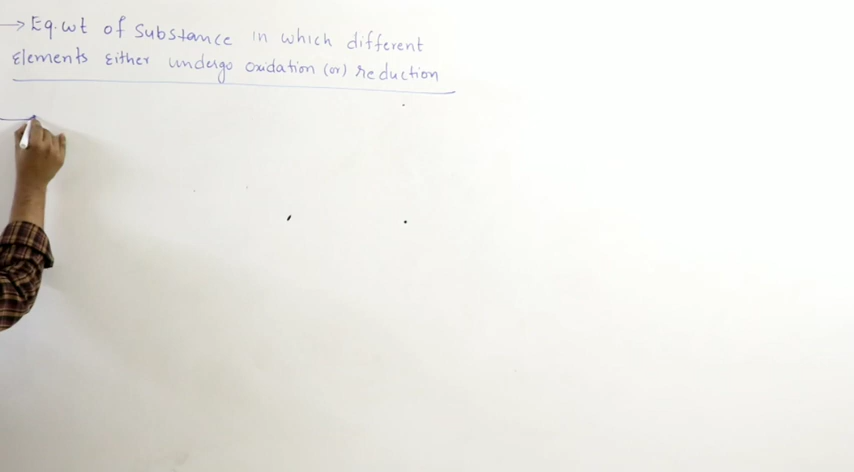 → Eq.wt of Substance in which different
Elements Either undergo oxidation (or) reduction